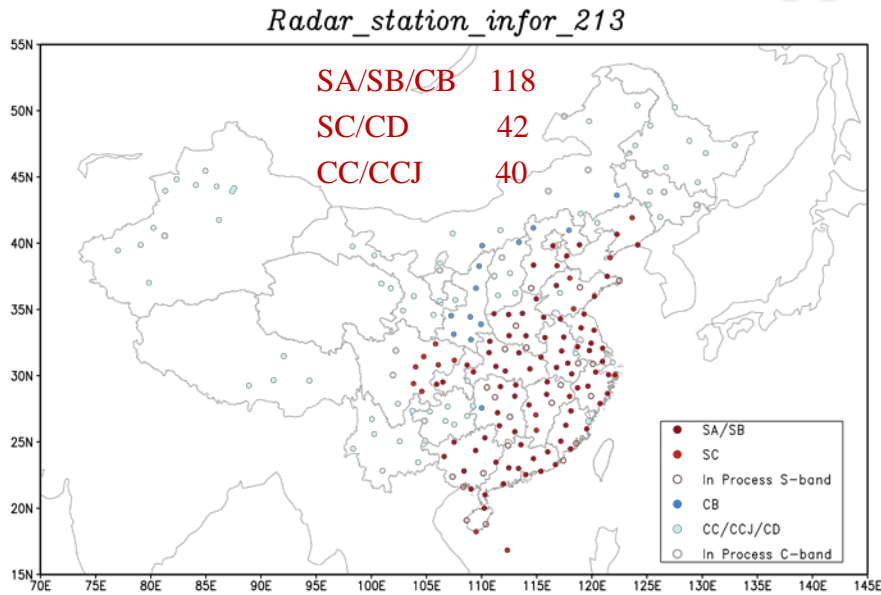 Radar_station_infor_213
55N
SA/SB/CB 118
50N
SC/CD 42
CC/CCJ 40
45N
40N
35N
30N
25N
20N
15N
SA/SB
SC
In Process S-band
CB
CC/CCJ/CD
In Process C-band
70E 75E 80E 85E 90E 95E 100E 105E 110E 115E 120E 125E 130E 135E 140E 145E